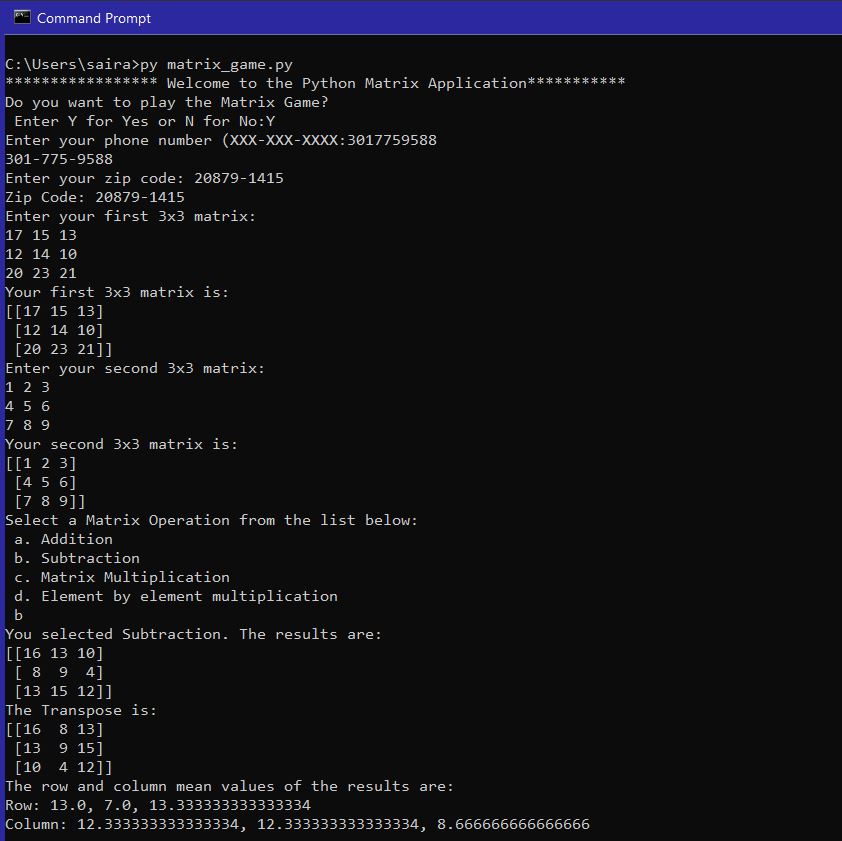 Command Prompt
C:\Users\saira>py matrix_game.py
***************** Welcome to the Python Matrix Application***********
Do you want to play the Matrix Game?
 Enter Y for Yes or N for No:Y
Enter your phone number (XXX-XXX-XXXX:3017759588
301-775-9588
Enter your zip code: 20879-1415
Zip Code: 20879-1415
Enter your first 3x3 matrix:
17 15 13
12 14 10
20 23 21
Your first 3x3 matrix is:
[[17 15 13]
 [12 14 10]
 [20 23 21]]
Enter your second 3x3 matrix:
1 2 3
4 5 6
7 8 9
Your second 3x3 matrix is:
[[1 2 3]
 [4 5 6]
 [7 8 9]]
Select a Matrix Operation from the list below:
 a. Addition
 b. Subtraction
 c. Matrix Multiplication
 d. Element by element multiplication
 b
You selected Subtraction. The results are:
[[16 13 10]
 [ 8  9  4]
 [13 15 12]]
The Transpose is:
[[16  8 13]
 [13  9 15]
 [10  4 12]]
The row and column mean values of the results are:
Row: 13.0, 7.0, 13.333333333333334
Column: 12.333333333333334, 12.333333333333334, 8.666666666666666